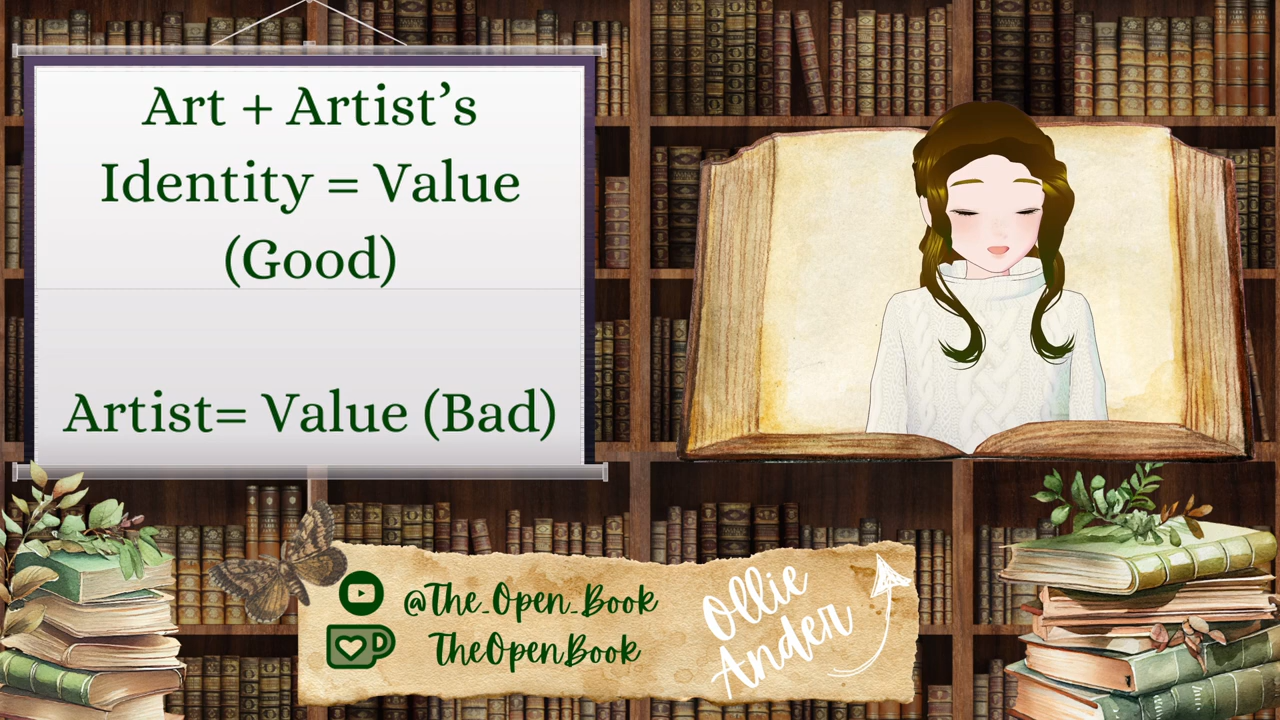 Art + Artist’s
Identity = Value
(Good)
Artist= Value (Bad)
@The_Open_Book
TheOpenBook
Ollie
Ander